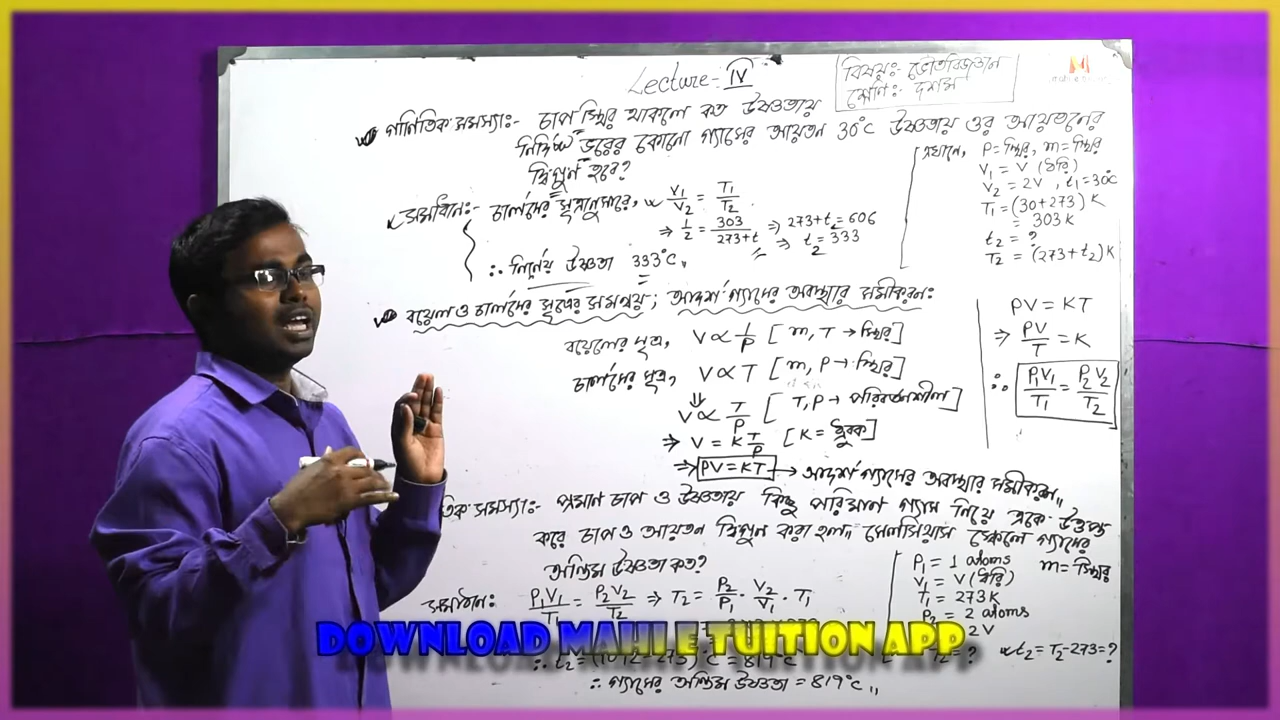 Lecture - IV
বিষয়:- ভৌতবিজ্ঞান
শ্রেণি:- দশম
গাণিতিক সমস্যা:- চাপ স্থির থাকলে কত উষ্ণতায়
নির্দিষ্ট ভরের কোনো গ্যাসের আয়তন 30°C উষ্ণতায় ওর আয়তনের
দ্বিগুন হবে?
এখানে, P = স্থির, m = স্থির
V₁ = V (ধরি)
V₂ = 2V , t₁ = 30°C
T₁ = (30 + 273) K
= 303 K
t₂ = ?
T₂ = (273 + t₂) K
সমাধান:- চার্লসের সূত্রানুসারে, V₁/V₂ = T₁/T₂
⇒ 1/2 = 303/273+t ⇒ 273 + t₂ = 606
⇒ t₂ = 333
∴ নির্ণেয় উষ্ণতা 333°C
বয়েল ও চার্লসের সূত্রের সমন্বয় ; আদর্শ গ্যাসের অবস্থার সমীকরণ:
বয়েলের সূত্র, V ∝ 1/P [ m, T → স্থির ]
চার্লসের সূত্র, V ∝ T [ m, P → স্থির ]
⇓
V ∝ T/P [ T, P → পরিবর্তনশীল ]
⇒ V = K T/P [ K = ধ্রুবক ]
⇒ PV = KT → আদর্শ গ্যাসের অবস্থার সমীকরণ
PV = KT
⇒ PV/T = K
∴ P₁V₁/T₁ = P₂V₂/T₂
তিক সমস্যা:- প্রমাণ চাপ ও উষ্ণতায় কিছু পরিমাণ গ্যাস নিয়ে একে উত্তপ্ত
করে চাপ ও আয়তন দ্বিগুন করা হল। সেলসিয়াস স্কেলে গ্যাসের
অন্তিম উষ্ণতা কত?
P₁ = 1 atoms m = স্থির
V₁ = V (ধরি)
T₁ = 273 K
P₂ = 2 atoms
2V
= ? t₂ = T₂ - 273 = ?
সমাধান: P₁V₁/T₁ = P₂V₂/T₂ ⇒ T₂ = P₂/P₁ · V₂/V₁ · T₁
DOWNLOAD MAHI E TUITION APP
∴ t₂ = (1092 - 273)°C = 819°C
∴ গ্যাসের অন্তিম উষ্ণতা = 819°C